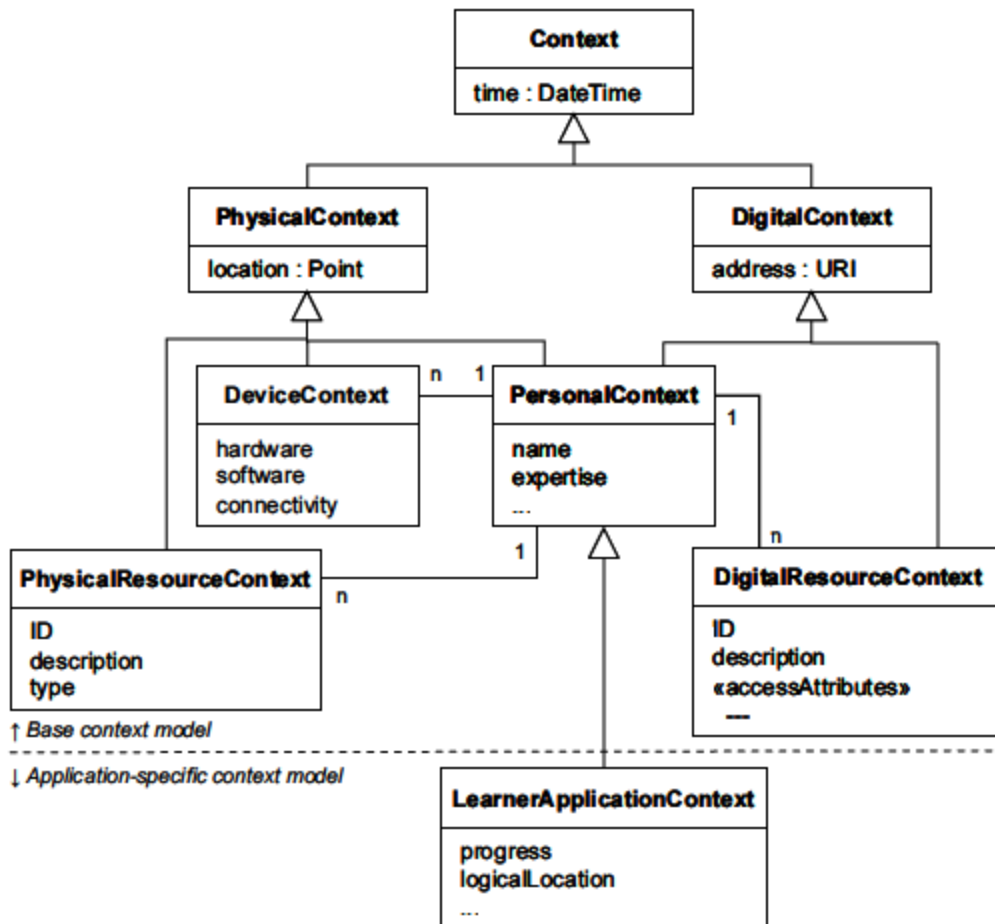 Context
time : DateTime
PhysicalContext
location : Point
DigitalContext
address : URI
DeviceContext
hardware
software
connectivity
n 1
PersonalContext
name
expertise
...
1
n
1
n
PhysicalResourceContext
ID
description
type
DigitalResourceContext
ID
description
«accessAttributes»
---
↑ Base context model
↓ Application-specific context model
LearnerApplicationContext
progress
logicalLocation
...